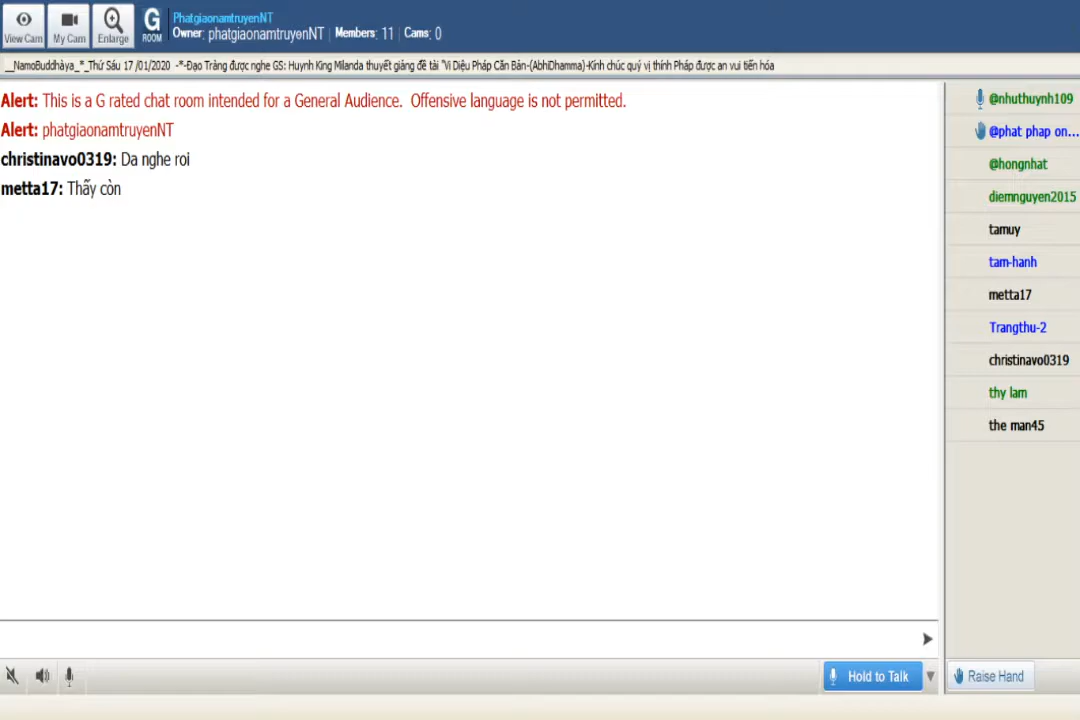 PhatgiaonamtruyenNT
Owner: phatgiaonamtruyenNT | Members: 11 | Cams: 0
View Cam
My Cam
Enlarge
G
ROOM
__NamoBuddhàya_*_Thứ Sáu 17 /01/2020 -*-Đạo Tràng được nghe GS: Huynh King Milanda thuyết giảng đề tài "Vi Diệu Pháp Căn Bản-(AbhiDhamma)-Kính chúc quý vị thính Pháp được an vui tiến hóa
Alert: This is a G rated chat room intended for a General Audience. Offensive language is not permitted.
Alert: phatgiaonamtruyenNT
christinavo0319: Da nghe roi
metta17: Thầy còn
@nhuthuynh109
@phat phap on...
@hongnhat
diemnguyen2015
tamuy
tam-hanh
metta17
Trangthu-2
christinavo0319
thy lam
the man45
Hold to Talk
Raise Hand